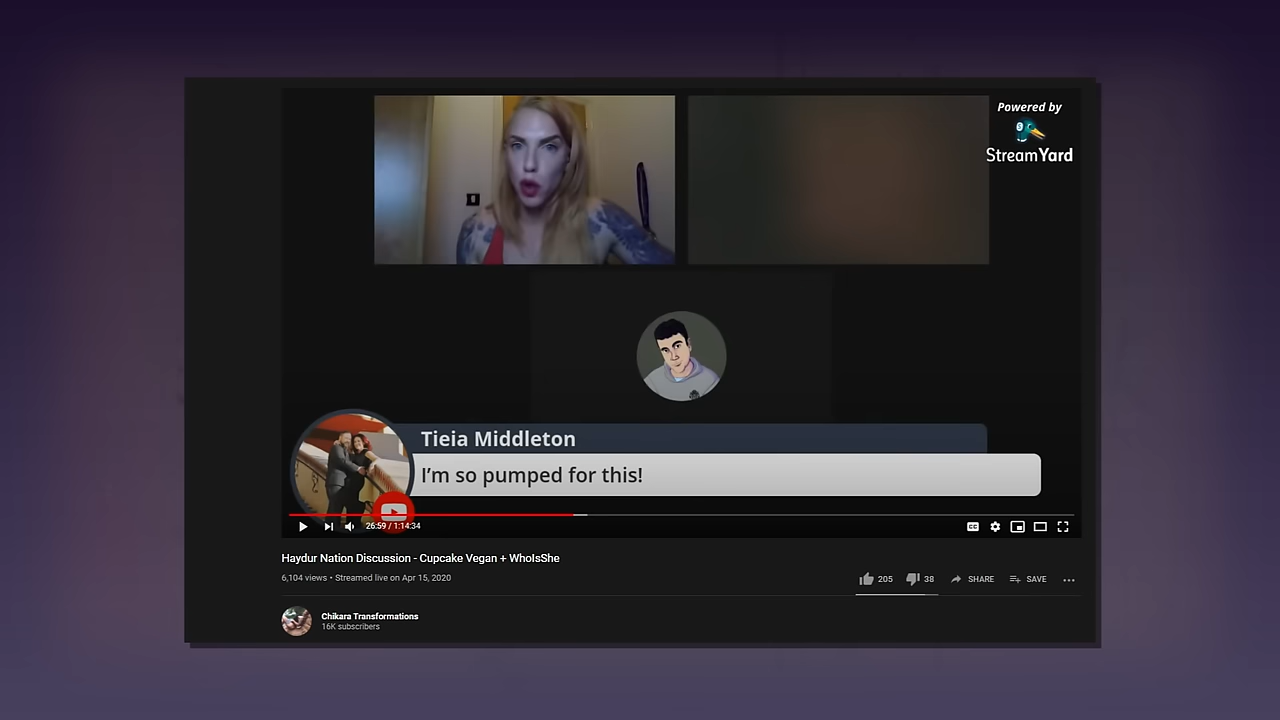 Powered by
StreamYard
Tieia Middleton
I'm so pumped for this!
26:59 / 1:14:34
CC
Haydur Nation Discussion - Cupcake Vegan + WhoIsShe
6,104 views • Streamed live on Apr 15, 2020
205
38
SHARE
SAVE
Chikara Transformations
16K subscribers